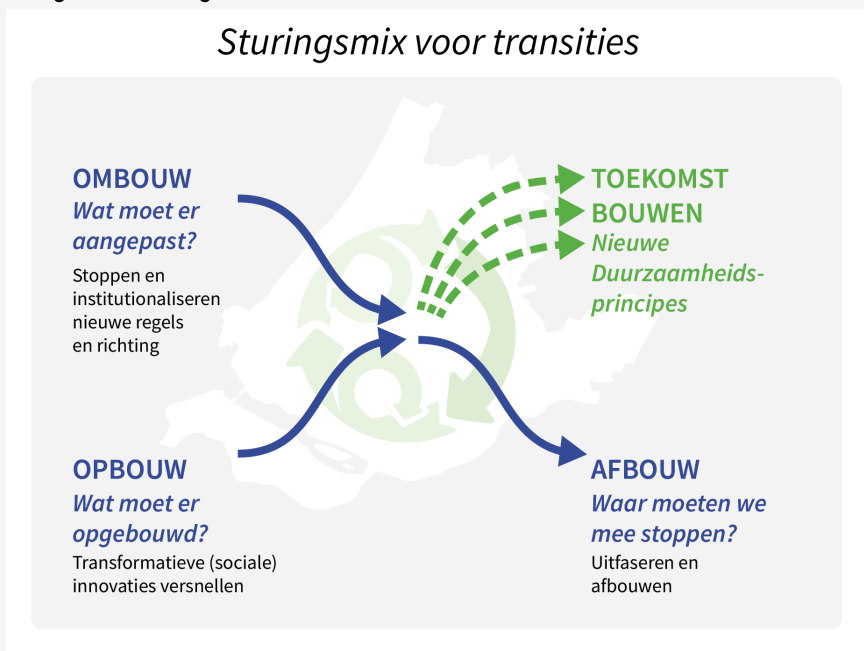 Sturingsmix voor transities
OMBOUW
Wat moet er
aangepast?
Stoppen en
institutionaliseren
nieuwe regels
en richting
TOEKOMST
BOUWEN
Nieuwe
Duurzaamheids-
principes
OPBOUW
Wat moet er
opgebouwd?
Transformatieve (sociale)
innovaties versnellen
AFBOUW
Waar moeten we
mee stoppen?
Uitfaseren en
afbouwen